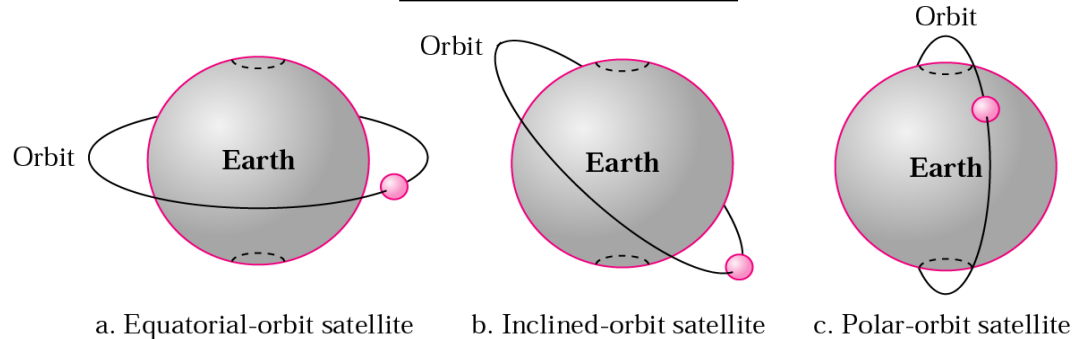 Orbit
Earth
a. Equatorial-orbit satellite
Orbit
Earth
b. Inclined-orbit satellite
Orbit
Earth
c. Polar-orbit satellite